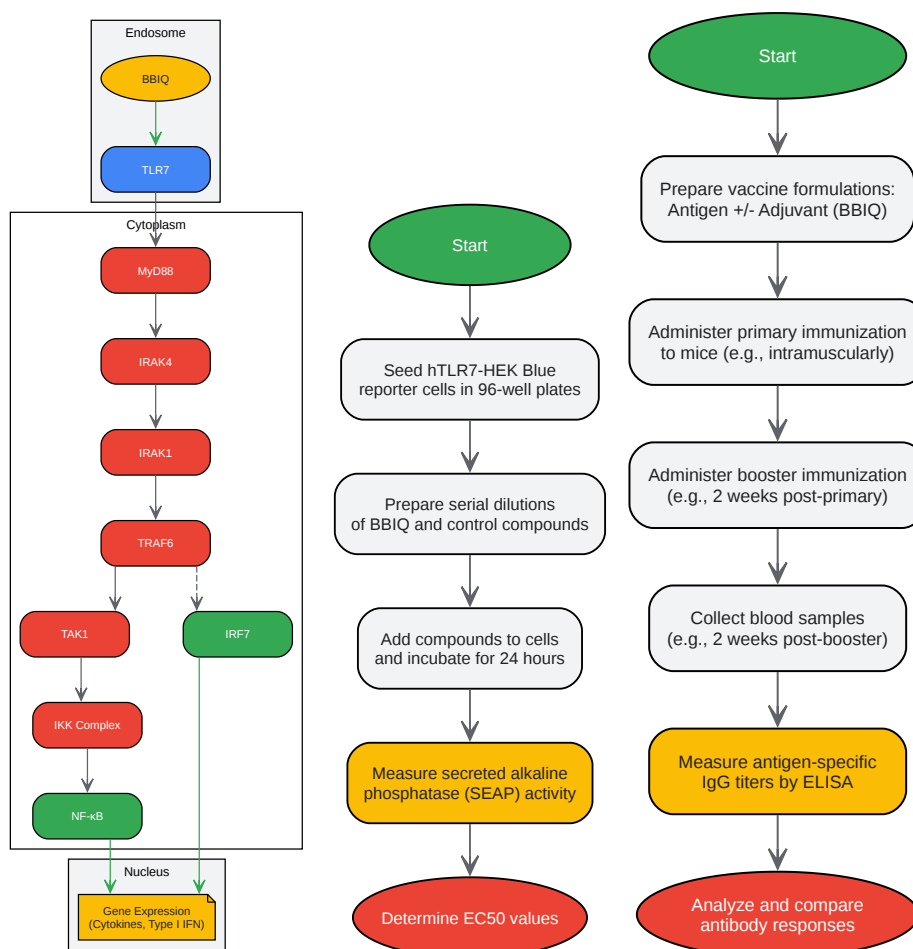 Endosome
BBIQ
TLR7
Cytoplasm
MyD88
IRAK4
IRAK1
TRAF6
TAK1
IRF7
IKK Complex
NF-κB
Nucleus
Gene Expression
(Cytokines, Type I IFN)
Start
Seed hTLR7-HEK Blue
reporter cells in 96-well plates
Prepare serial dilutions
of BBIQ and control compounds
Add compounds to cells
and incubate for 24 hours
Measure secreted alkaline
phosphatase (SEAP) activity
Determine EC50 values
Start
Prepare vaccine formulations:
Antigen +/- Adjuvant (BBIQ)
Administer primary immunization
to mice (e.g., intramuscularly)
Administer booster immunization
(e.g., 2 weeks post-primary)
Collect blood samples
(e.g., 2 weeks post-booster)
Measure antigen-specific
IgG titers by ELISA
Analyze and compare
antibody responses